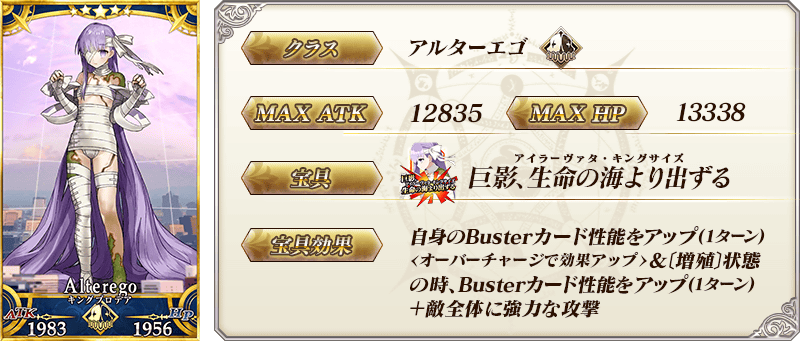 Alterego
キングプロテア
ATK
HP
1983
1956
クラス
アルターエゴ
MAX ATK
12835
MAX HP
13338
宝具
アイラーヴァタ・キングサイズ
巨影、生命の海より出ずる
宝具効果
自身のBusterカード性能をアップ(1ターン)
<オーバーチャージで効果アップ>&〔増殖〕状態
の時、Busterカード性能をアップ(1ターン)
+敵全体に強力な攻撃